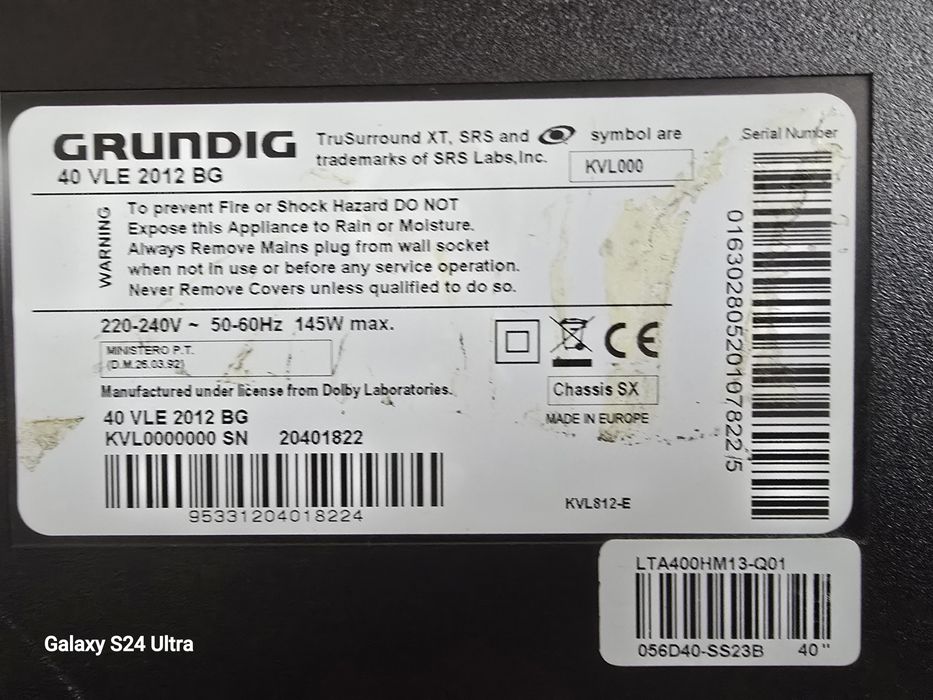 GRUNDIG
40 VLE 2012 BG
TruSurround XT, SRS and symbol are
trademarks of SRS Labs,Inc.
KVL000
Serial Number
WARNING
To prevent Fire or Shock Hazard DO NOT
Expose this Appliance to Rain or Moisture.
Always Remove Mains plug from wall socket
when not in use or before any service operation.
Never Remove Covers unless qualified to do so.
220-240V ~ 50-60Hz 145W max.
MINISTERO P.T.
(D.M.26.03.92)
CE
Manufactured under license from Dolby Laboratories.
Chassis SX
40 VLE 2012 BG
MADE IN EUROPE
KVL0000000 SN 20401822
95331204018224
KVL812-E
01630280520107822/5
LTA400HM13-Q01
056D40-SS23B 40"
Galaxy S24 Ultra